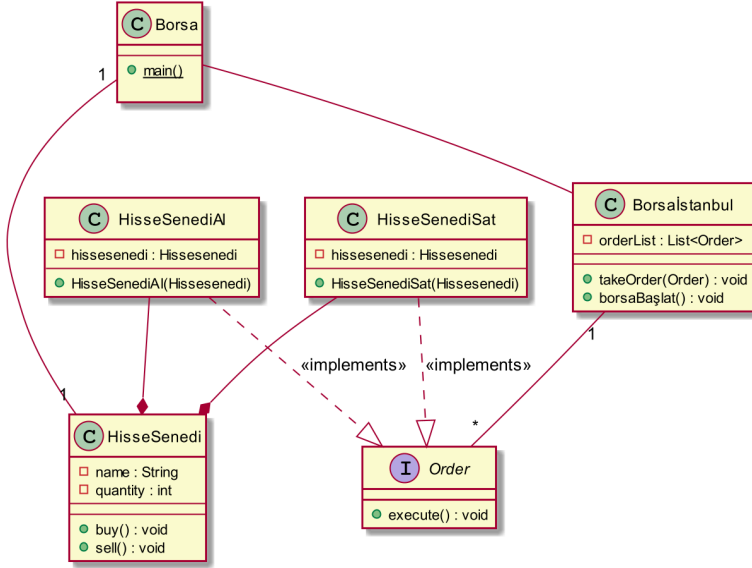 C Borsa
main()
1
C HisseSenediAl
hissesenedi : Hissesenedi
HisseSenediAl(Hissesenedi)
C HisseSenediSat
hissesenedi : Hissesenedi
HisseSenediSat(Hissesenedi)
C Borsaİstanbul
orderList : List<Order>
takeOrder(Order) : void
borsaBaşlat() : void
«implements»
«implements»
1
1
*
C HisseSenedi
name : String
quantity : int
buy() : void
sell() : void
I Order
execute() : void